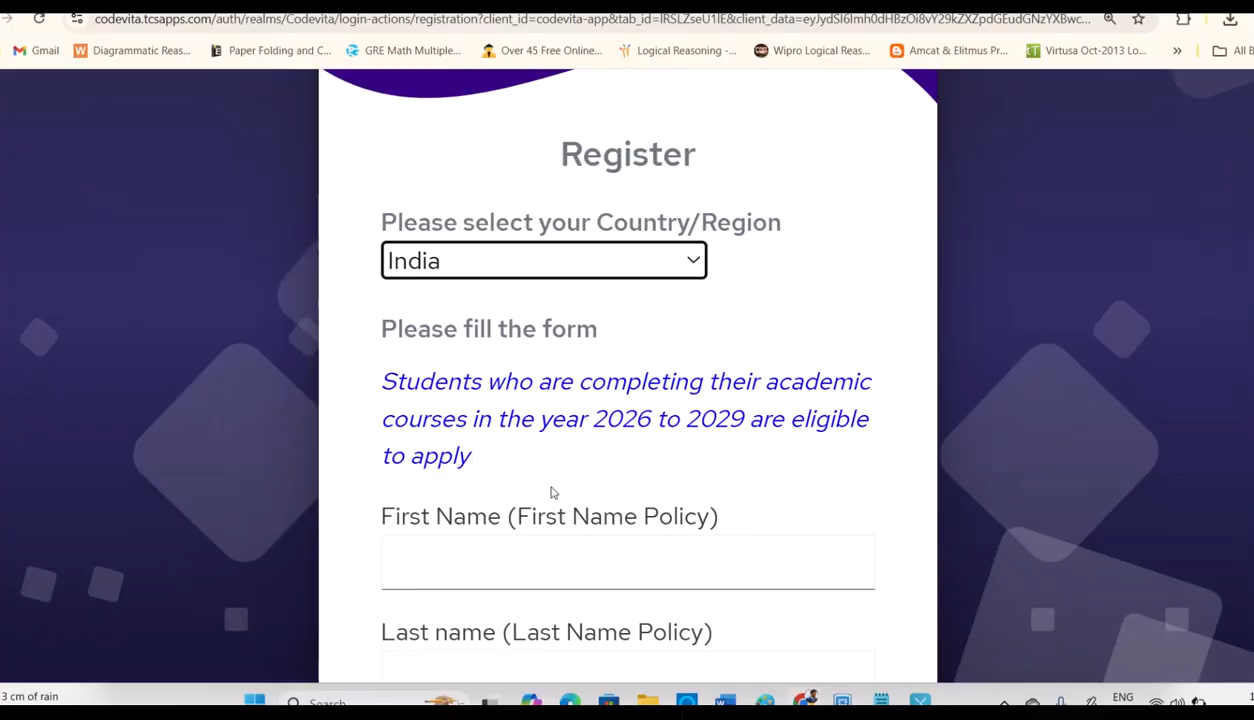 codevita.tcsapps.com/auth/realms/Codevita/login-actions/registration?client_id=codevita-app&tab_id=
Gmail
Diagrammatic Reas...
Paper Folding and C...
GRE Math Multiple...
Over 45 Free Online...
Logical Reasoning -...
Wipro Logical Reas...
Amcat & Elitmus Pr...
Virtusa Oct-2013 Lo...
»
All B
Register
Please select your Country/Region
India
Please fill the form
Students who are completing their academic
courses in the year 2026 to 2029 are eligible
to apply
First Name (First Name Policy)
Last name (Last Name Policy)
3 cm of rain
Search
ENG